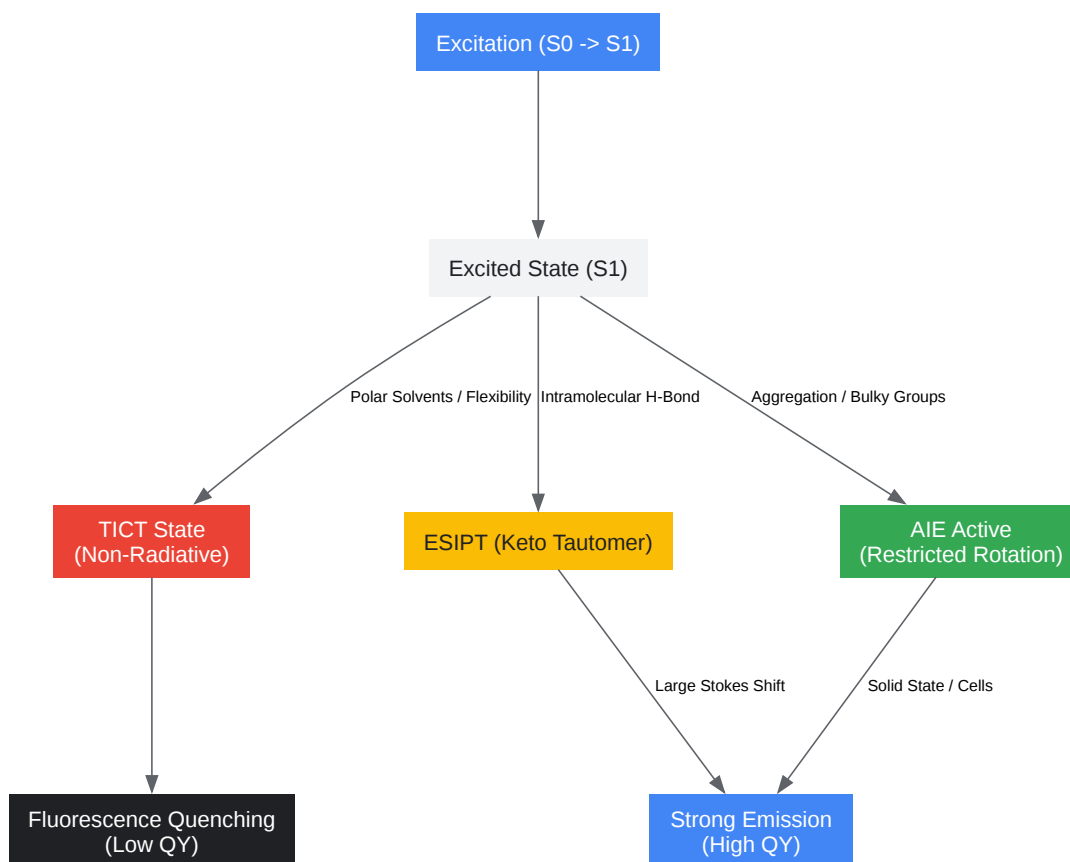 Excitation (S0 -> S1)
Excited State (S1)
Polar Solvents / Flexibility
Intramolecular H-Bond
Aggregation / Bulky Groups
TICT State
(Non-Radiative)
ESIPT (Keto Tautomer)
AIE Active
(Restricted Rotation)
Large Stokes Shift
Solid State / Cells
Fluorescence Quenching
(Low QY)
Strong Emission
(High QY)